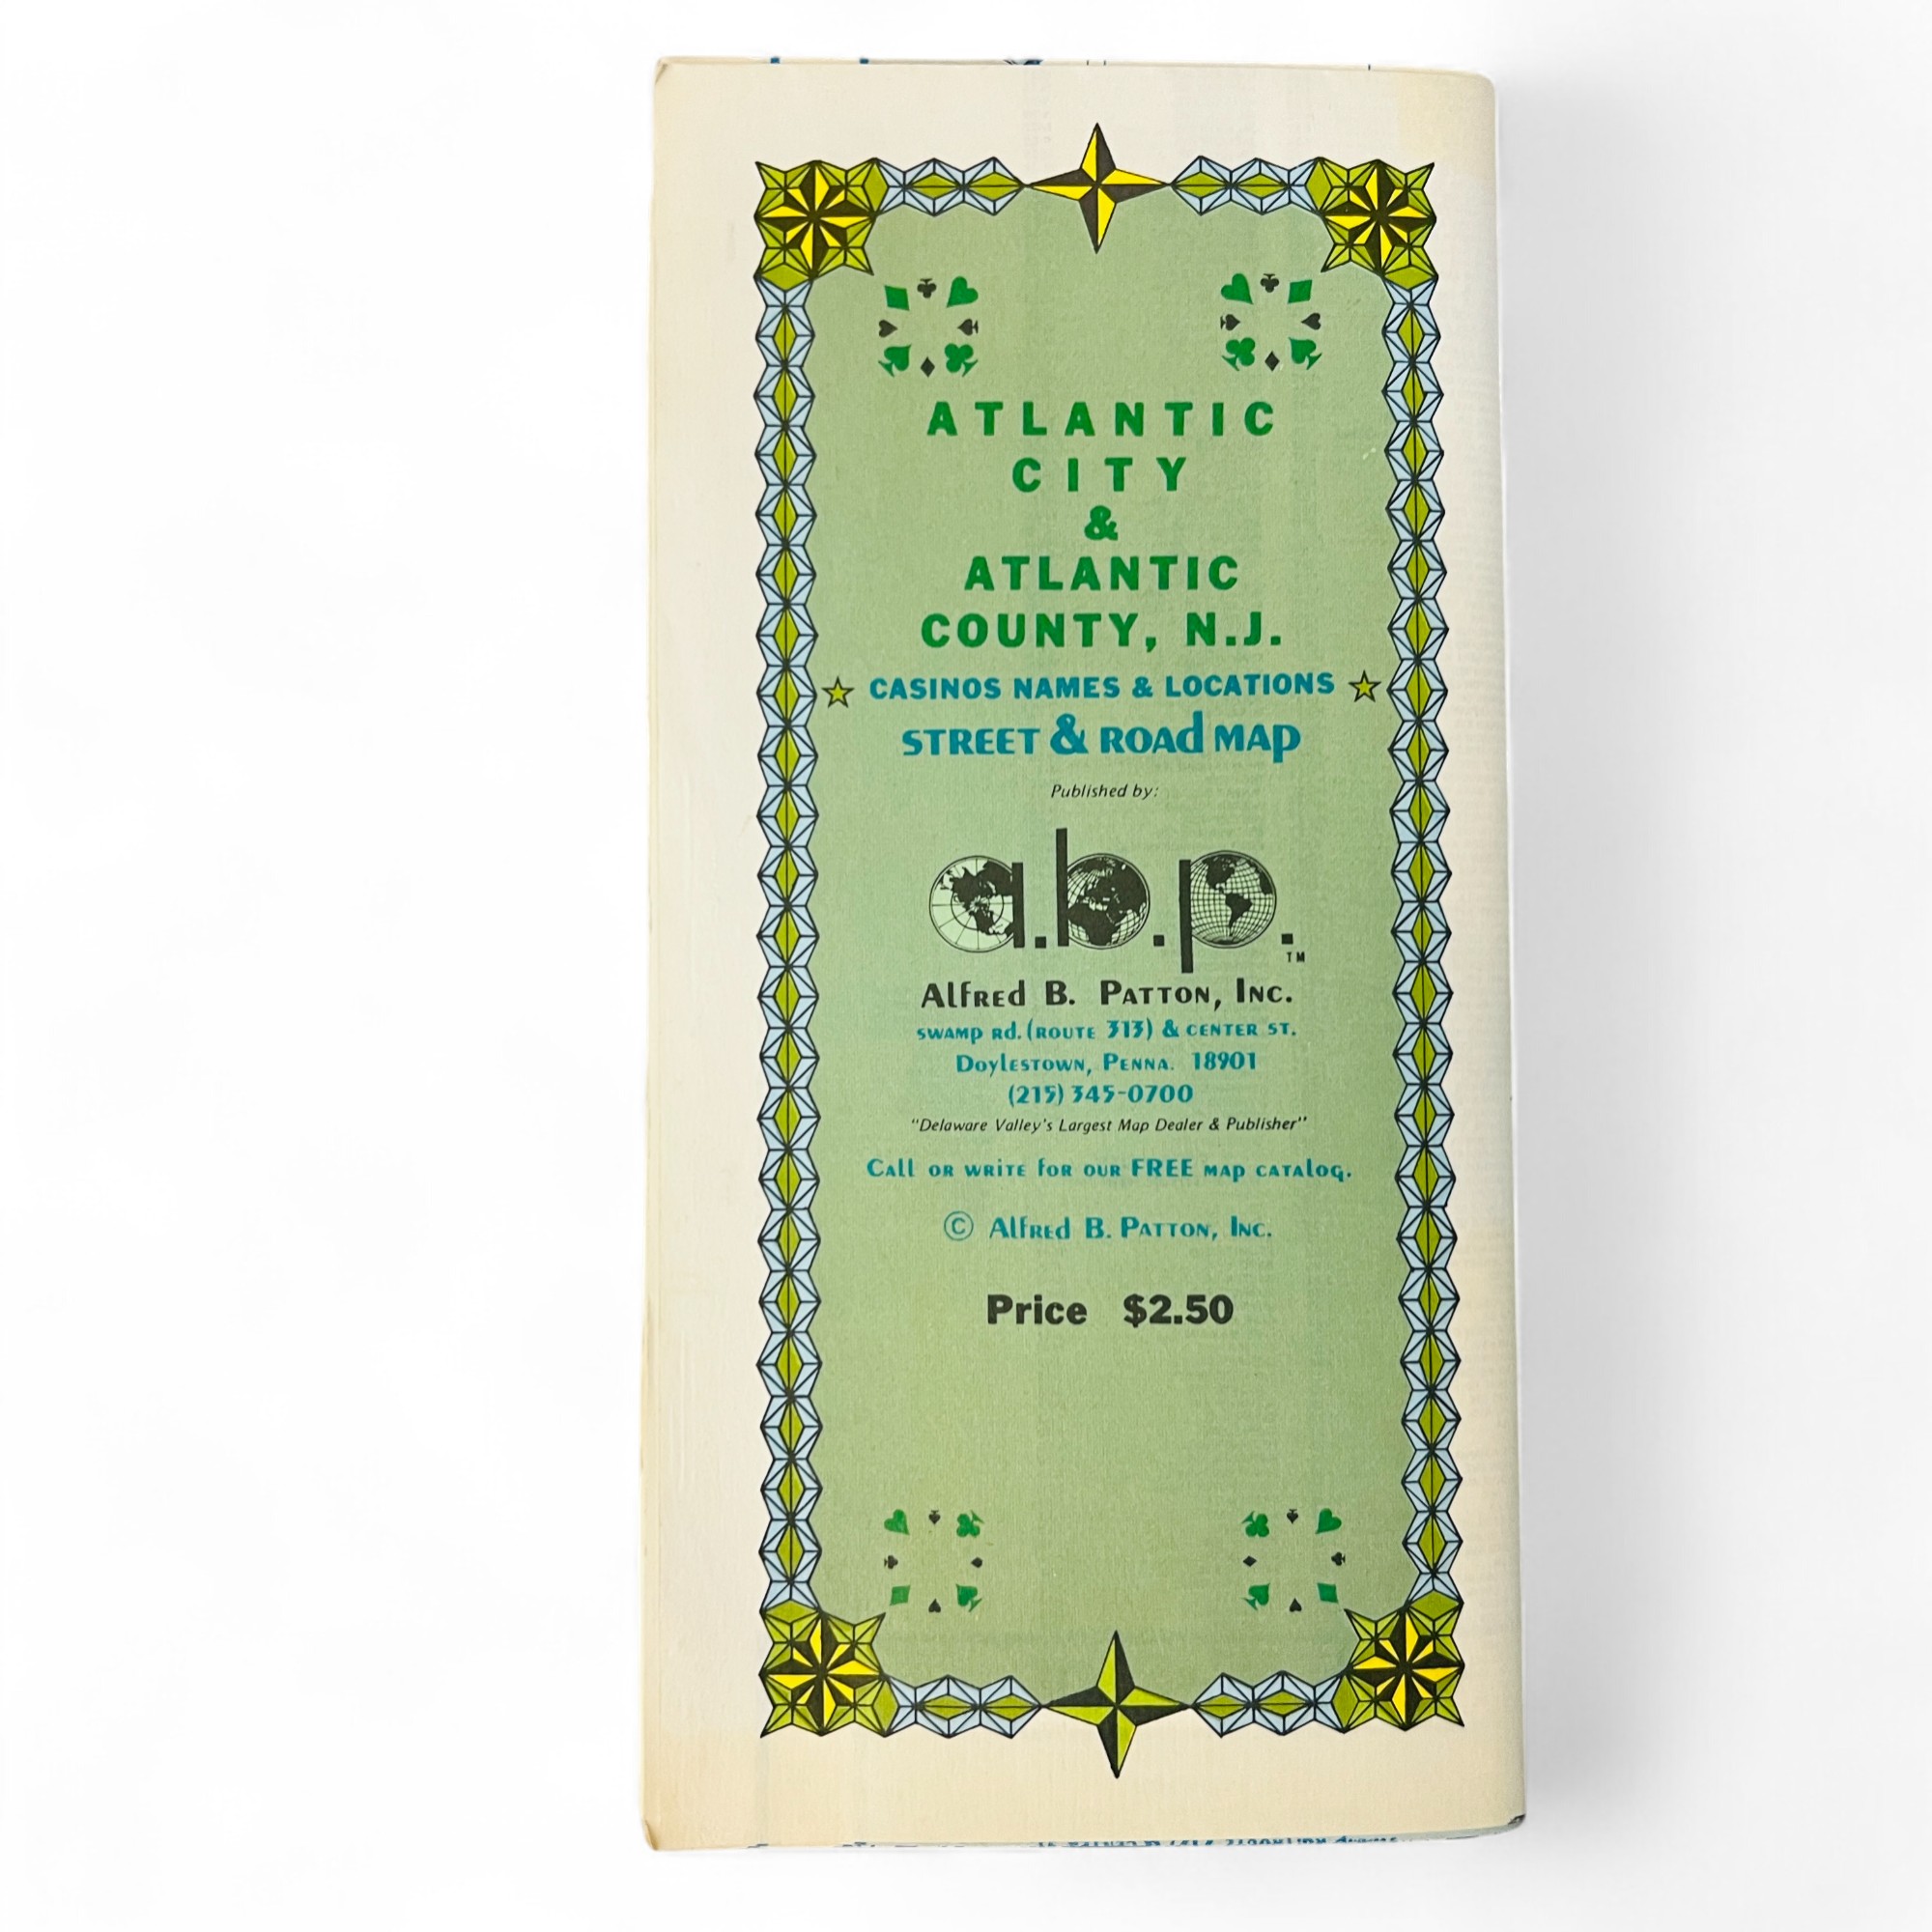 ATLANTIC
CITY
&
ATLANTIC
COUNTY, N.J.
CASINOS NAMES & LOCATIONS
STREET & ROAD MAP
Published by:
a.b.p.
TM
Alfred B. Patton, Inc.
SWAMP Rd. (ROUTE 313) & CENTER ST.
Doylestown, Penna. 18901
(215) 345-0700
"Delaware Valley's Largest Map Dealer & Publisher"
Call or write for our FREE map catalog.
© Alfred B. Patton, Inc.
Price $2.50